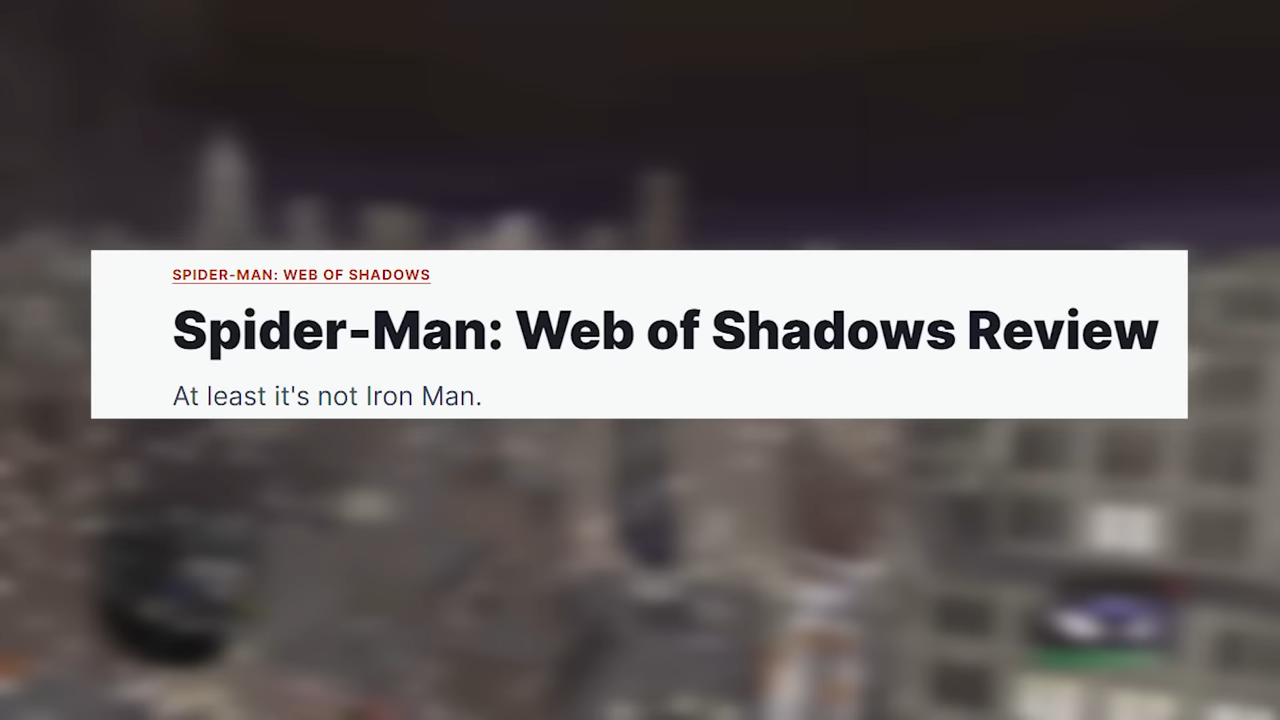 SPIDER-MAN: WEB OF SHADOWS
Spider-Man: Web of Shadows Review
At least it's not Iron Man.